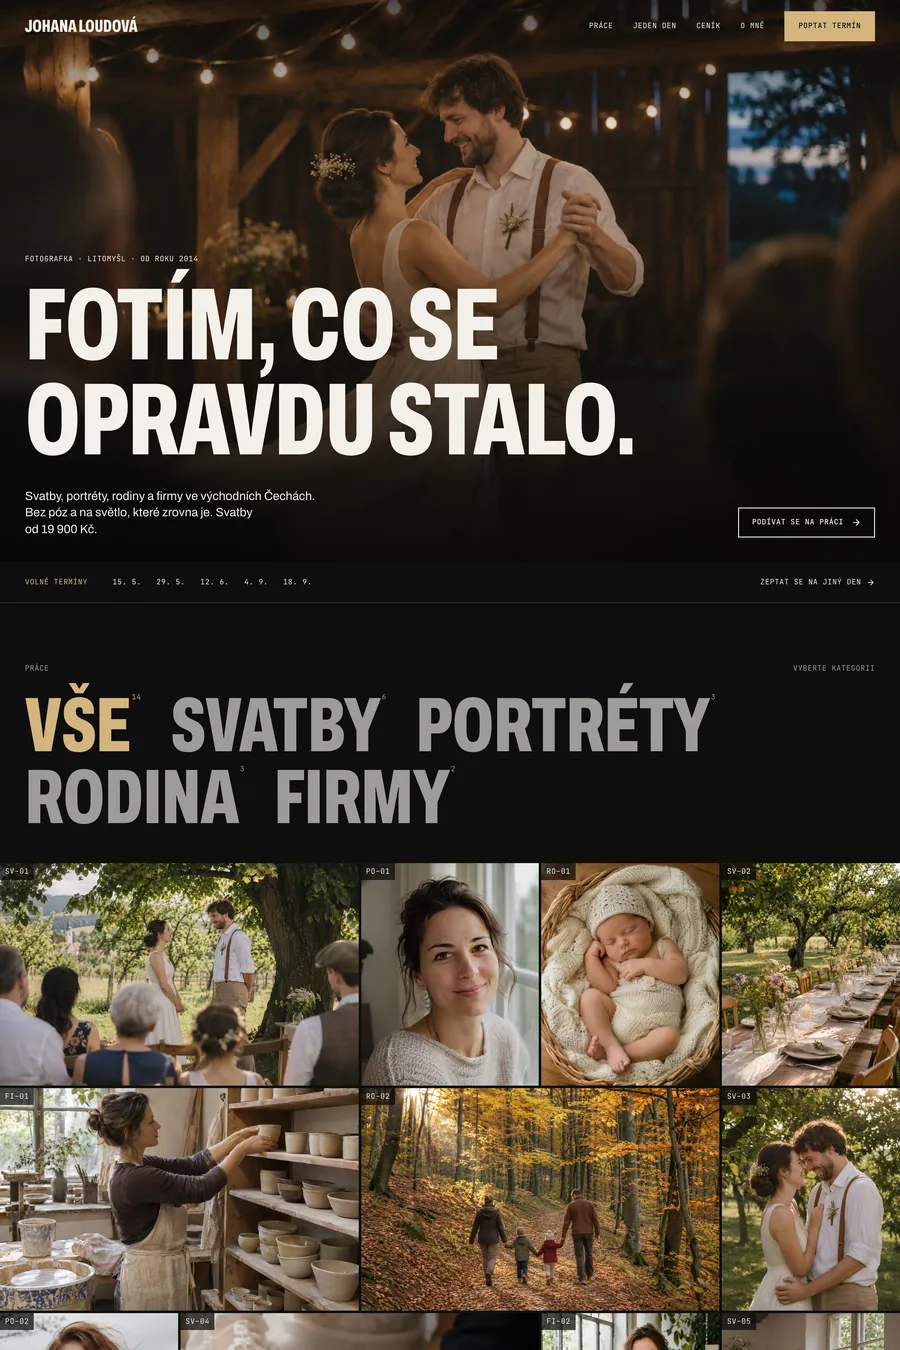 JOHANA LOUDOVÁ
PRÁCE JEDEN DEN CENÍK O MNĚ POPTAT TERMÍN
FOTOGRAFKA · LITOMYŠL · OD ROKU 2014
FOTÍM, CO SE
OPRAVDU STALO.
Svatby, portréty, rodiny a firmy ve východních Čechách.
Bez póz a na světlo, které zrovna je. Svatby
od 19 900 Kč.
PODÍVAT SE NA PRÁCI →
VOLNÉ TERMÍNY 15. 5. 29. 5. 12. 6. 4. 9. 18. 9.
ZEPTAT SE NA JINÝ DEN →
PRÁCE
VYBERTE KATEGORII
VŠE 14 SVATBY 6 PORTRÉTY 3
RODINA 3 FIRMY 2
SV-01 PO-01 RO-01 SV-02
FI-01 RO-02 SV-03
PO-02 SV-04 FI-02 SV-05